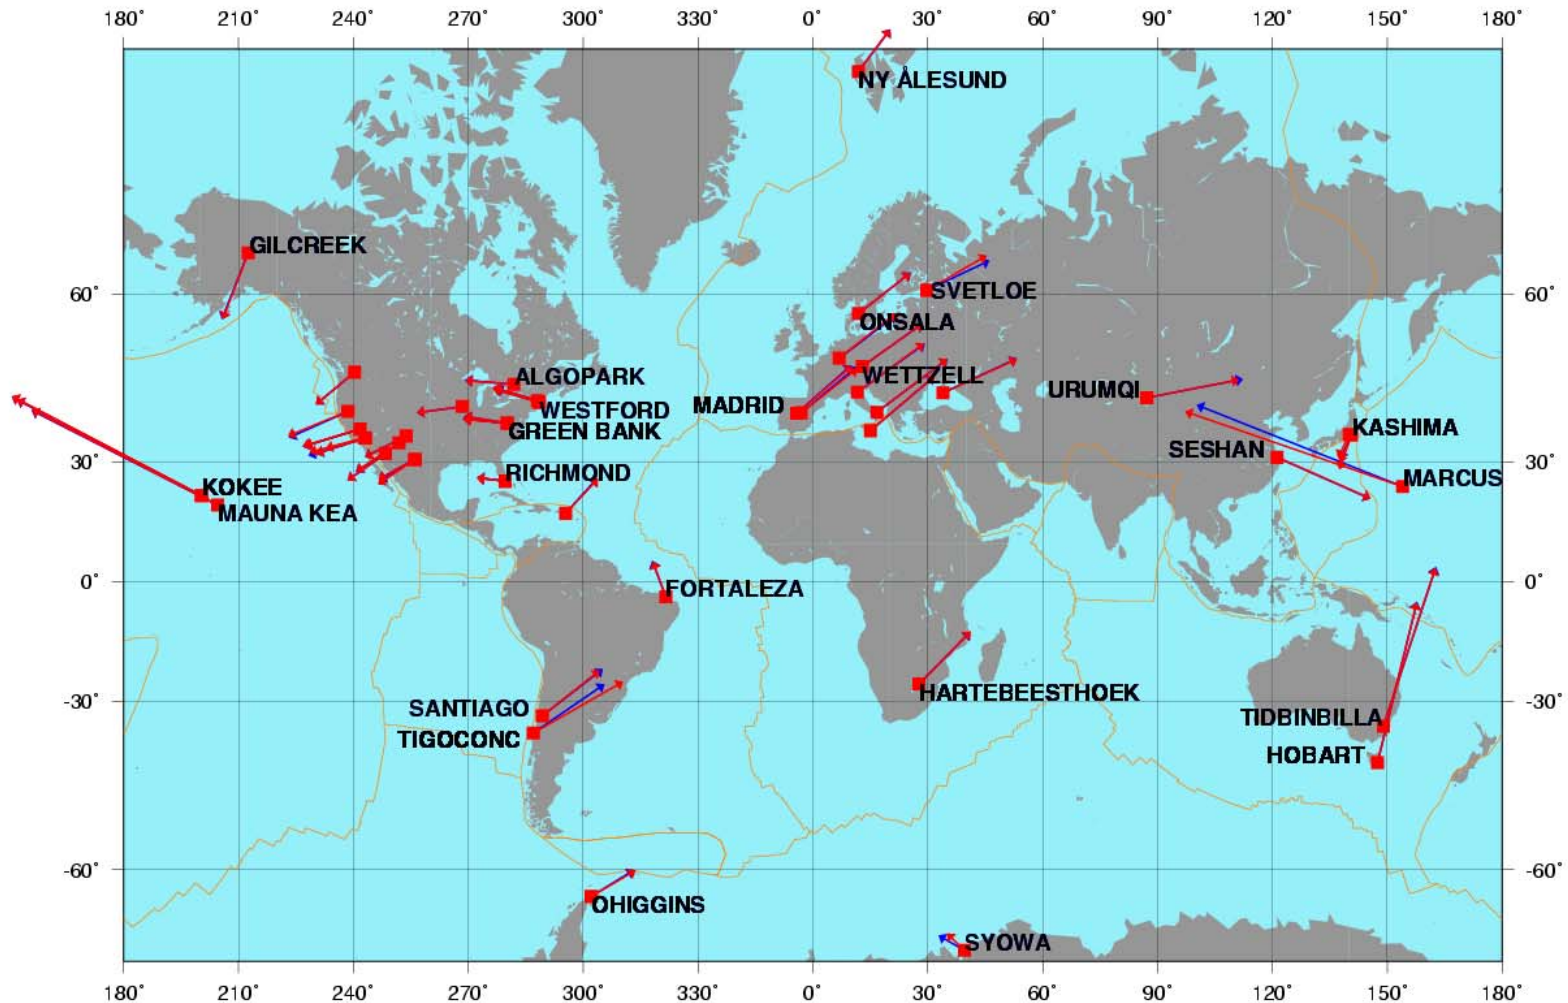 180° 210° 240° 270° 300° 330° 0° 30° 60° 90° 120° 150° 180°
NY ÅLESUND
GILCREEK
60° 60°
SVETLOE
ONSALA
ALGOPARK
WETTZELL
URUMQI
WESTFORD
MADRID
GREEN BANK
KASHIMA
SESHAN
30° 30°
RICHMOND
MARCUS
KOKEE
MAUNA KEA
0° 0°
FORTALEZA
HARTEBEESTHOEK
-30° -30°
SANTIAGO
TIDBINBILLA
TIGOCONC
HOBART
-60° -60°
OHIGGINS
SYOWA
180° 210° 240° 270° 300° 330° 0° 30° 60° 90° 120° 150° 180°